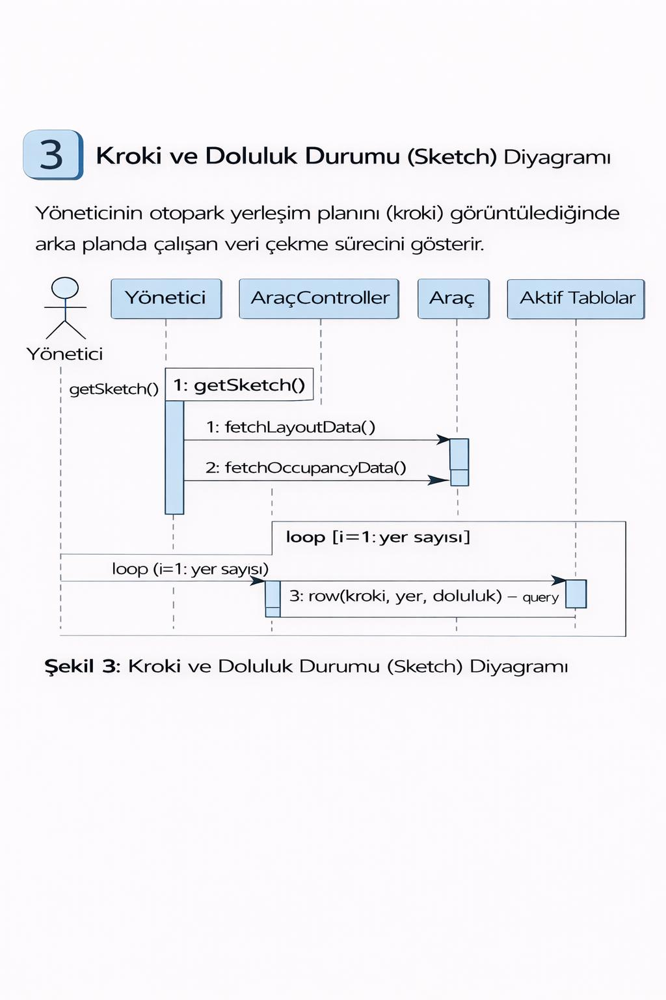 3 Kroki ve Doluluk Durumu (Sketch) Diyagramı
Yöneticinin otopark yerleşim planını (kroki) görüntülediğinde
arka planda çalışan veri çekme sürecini gösterir.
Yönetici AraçController Araç Aktif Tablolar
Yönetici
getSketch() 1: getSketch()
1: fetchLayoutData()
2: fetchOccupancyData()
loop [i=1: yer sayısı]
loop (i=1: yer sayısı)
3: row(kroki, yer, doluluk) – query
Şekil 3: Kroki ve Doluluk Durumu (Sketch) Diyagramı